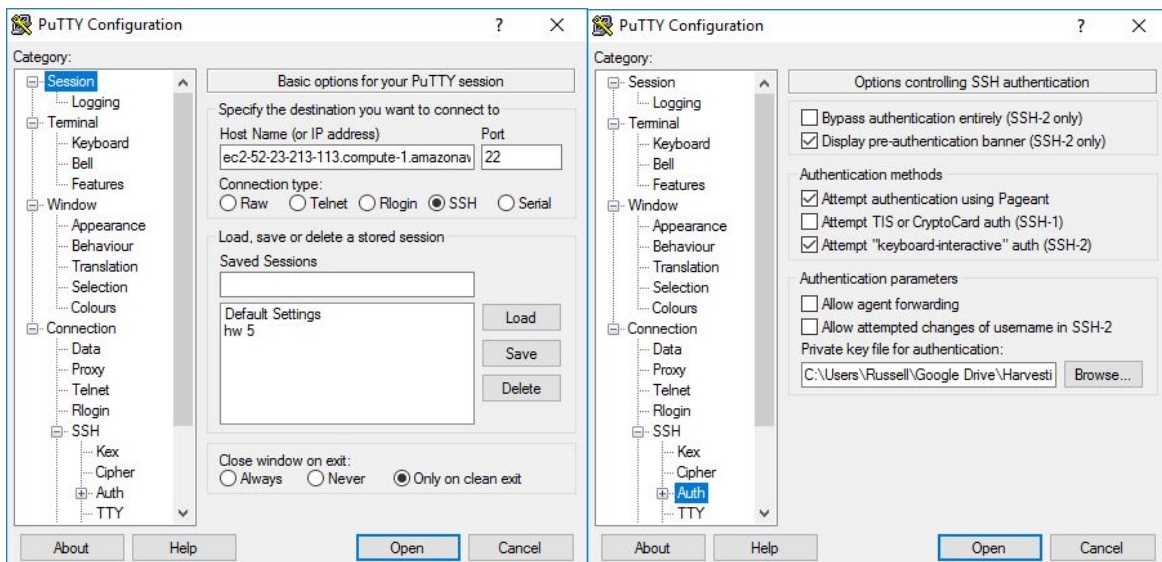 PuTTY Configuration
Category:
Session
Logging
Terminal
Keyboard
Bell
Features
Window
Appearance
Behaviour
Translation
Selection
Colours
Connection
Data
Proxy
Telnet
Rlogin
SSH
Kex
Cipher
Auth
TTY
Basic options for your PuTTY session
Specify the destination you want to connect to
Host Name (or IP address) Port
ec2-52-23-213-113.compute-1.amazonaw 22
Connection type:
Raw Telnet Rlogin SSH Serial
Load, save or delete a stored session
Saved Sessions
Default Settings
hw 5
Load
Save
Delete
Close window on exit:
Always Never Only on clean exit
About Help Open Cancel
PuTTY Configuration
Category:
Session
Logging
Terminal
Keyboard
Bell
Features
Window
Appearance
Behaviour
Translation
Selection
Colours
Connection
Data
Proxy
Telnet
Rlogin
SSH
Kex
Cipher
Auth
TTY
Options controlling SSH authentication
Bypass authentication entirely (SSH-2 only)
Display pre-authentication banner (SSH-2 only)
Authentication methods
Attempt authentication using Pageant
Attempt TIS or CryptoCard auth (SSH-1)
Attempt "keyboard-interactive" auth (SSH-2)
Authentication parameters
Allow agent forwarding
Allow attempted changes of username in SSH-2
Private key file for authentication:
C:\Users\Russell\Google Drive\Harvesti Browse...
About Help Open Cancel